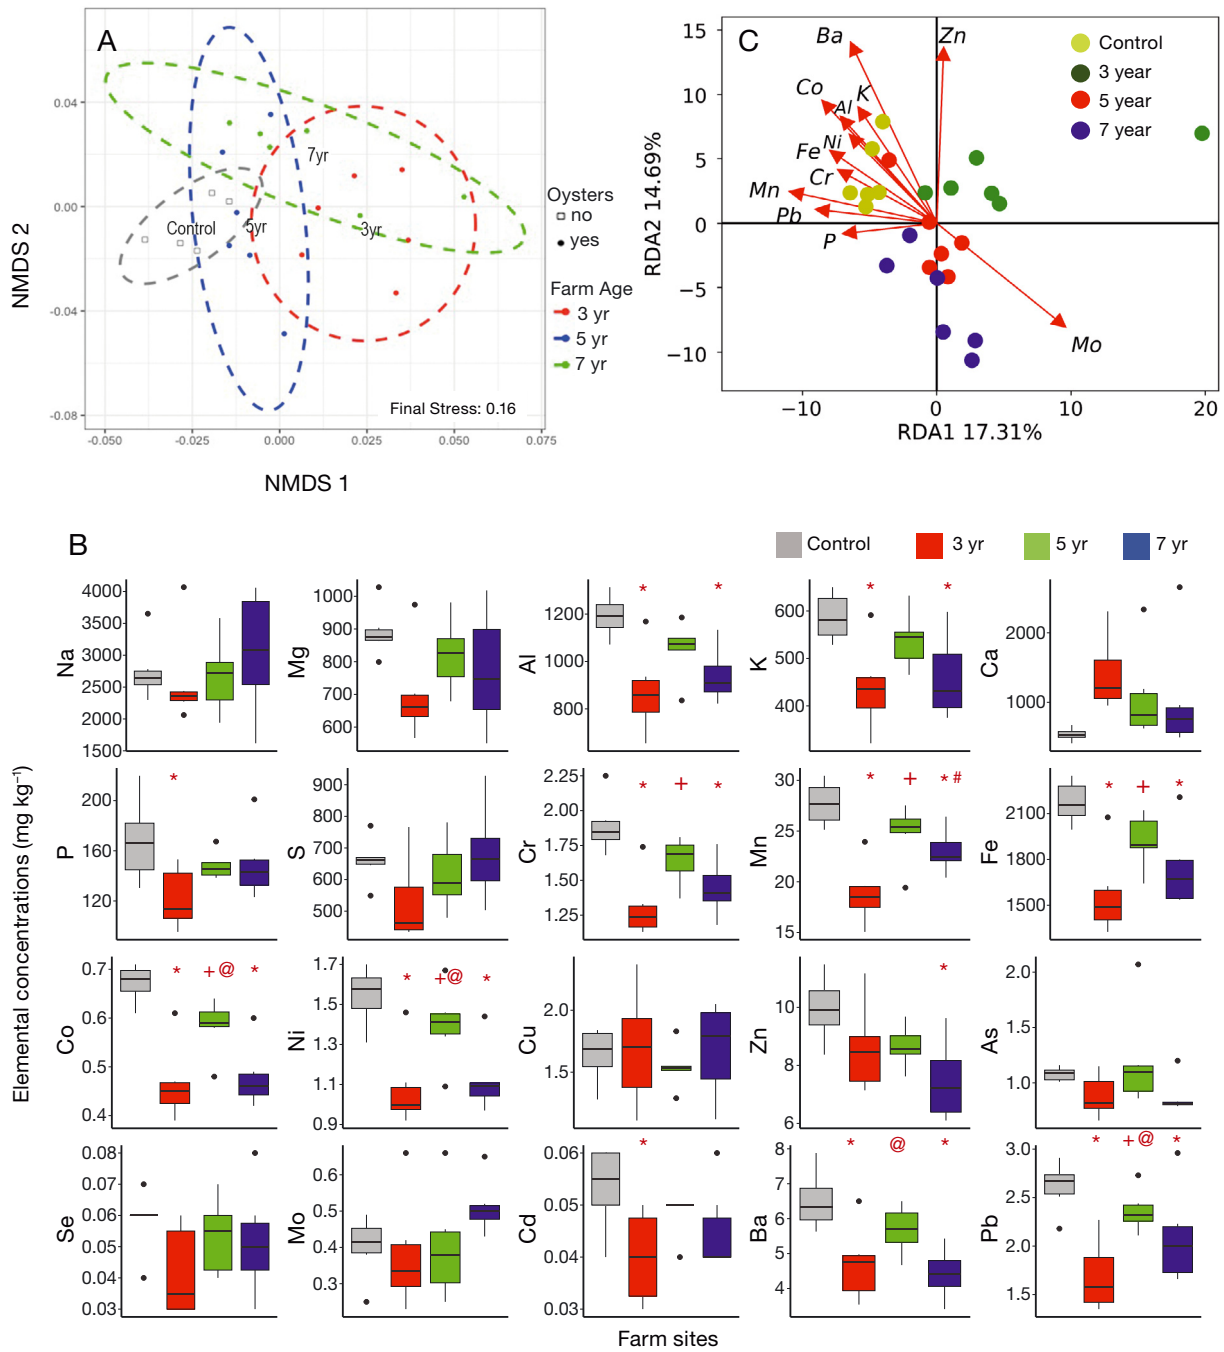 A
0.04
0.00
-0.04
-0.08
NMDS 2
7yr
Control
5yr
3yr
Final Stress: 0.16
-0.050
-0.025
0.000
0.025
0.050
0.075
NMDS 1
Oysters
no
yes
Farm Age
3 yr
5 yr
7 yr
C
15
10
5
0
−5
−10
RDA2 14.69%
Ba
Zn
Co
Al
K
Fe
Ni
Cr
Mn
Pb
P
Mo
Control
3 year
5 year
7 year
−10
0
10
20
RDA1 17.31%
B
Control
3 yr
5 yr
7 yr
Elemental concentrations (mg kg⁻¹)
Na
4000
3500
3000
2500
2000
1500
Mg
1000
900
800
700
600
Al
1200
1000
800
* *
K
600
500
400
* *
Ca
2000
1000
P
200
160
120
*
S
900
800
700
600
500
Cr
2.25
2.00
1.75
1.50
1.25
* + *
Mn
30
25
20
15
* + * #
Fe
2100
1800
1500
* + *
Co
0.7
0.6
0.5
0.4
* + @ *
Ni
1.7
1.5
1.3
1.1
0.9
* +@ *
Cu
2.0
1.5
Zn
10
8
6
*
As
2.0
1.5
1.0
Se
0.08
0.07
0.06
0.05
0.04
0.03
Mo
0.6
0.5
0.4
0.3
Cd
0.06
0.05
0.04
0.03
*
Ba
8
7
6
5
4
* @ *
Pb
3.0
2.5
2.0
1.5
* + @ *
Farm sites